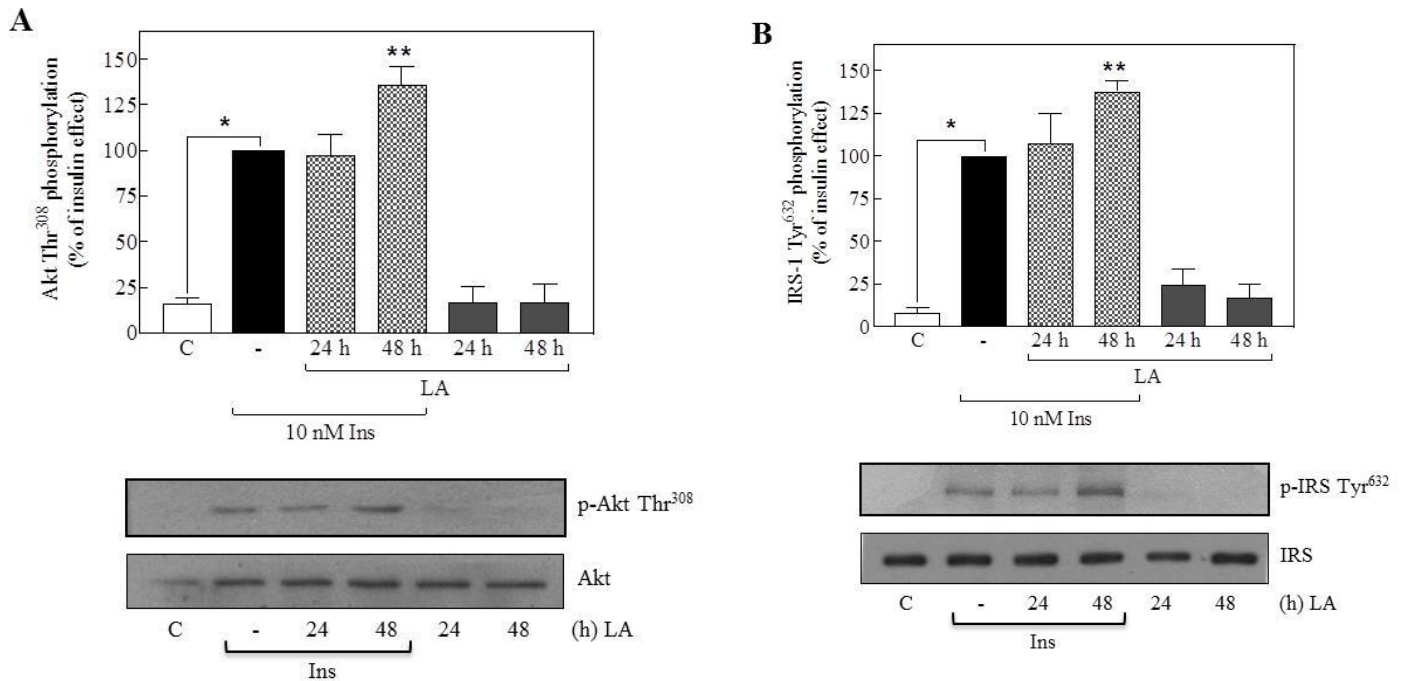 A
Akt Thr308 phosphorylation
(% of insulin effect)
150
125
100
75
50
25
0
*
**
C
-
24 h
48 h
24 h
48 h
LA
10 nM Ins
p-Akt Thr308
Akt
C
-
24
48
24
48
(h) LA
Ins
B
IRS-1 Tyr632 phosphorylation
(% of insulin effect)
150
125
100
75
50
25
0
*
**
C
-
24 h
48 h
24 h
48 h
LA
10 nM Ins
p-IRS Tyr632
IRS
C
-
24
48
24
48
(h) LA
Ins